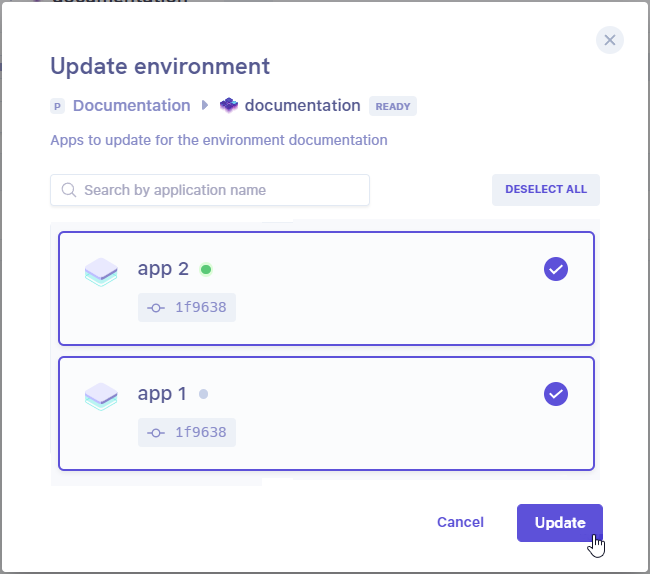 documentation
Update environment
P Documentation documentation READY
Apps to update for the environment documentation
Search by application name
DESELECT ALL
app 2
1f9638
app 1
1f9638
Cancel
Update